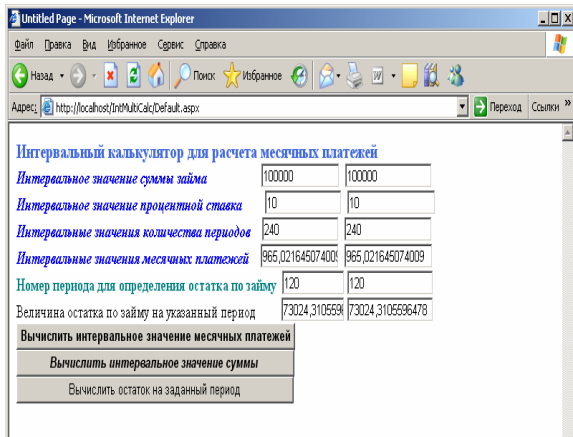 Untitled Page - Microsoft Internet Explorer
Файл Правка Вид Избранное Сервис Справка
Назад Поиск Избранное
Адрес: http://localhost/IntMultiCalc/Default.aspx Переход Ссылки »
Интервальный калькулятор для расчета месячных платежей
Интервальное значение суммы займа 100000 100000
Интервальное значение процентной ставка 10 10
Интервальные значения количества периодов 240 240
Интервальные значения месячных платежей 965,021645074009 965,021645074009
Номер периода для определения остатка по займу 120 120
Величина остатка по займу на указанный период 73024,3105596 73024,3105596478
Вычислить интервальное значение месячных платежей
Вычислить интервальное значение суммы
Вычислить остаток на заданный период